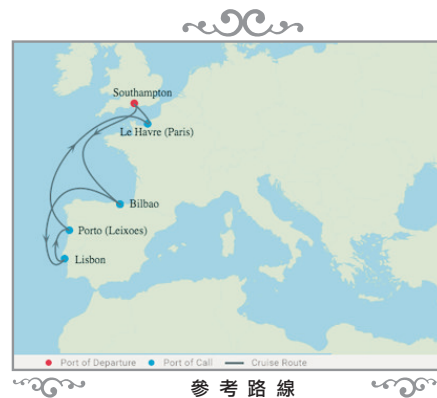 Southampton
Le Havre (Paris)
Bilbao
Porto (Leixoes)
Lisbon
Port of Departure Port of Call Cruise Route
參考路線